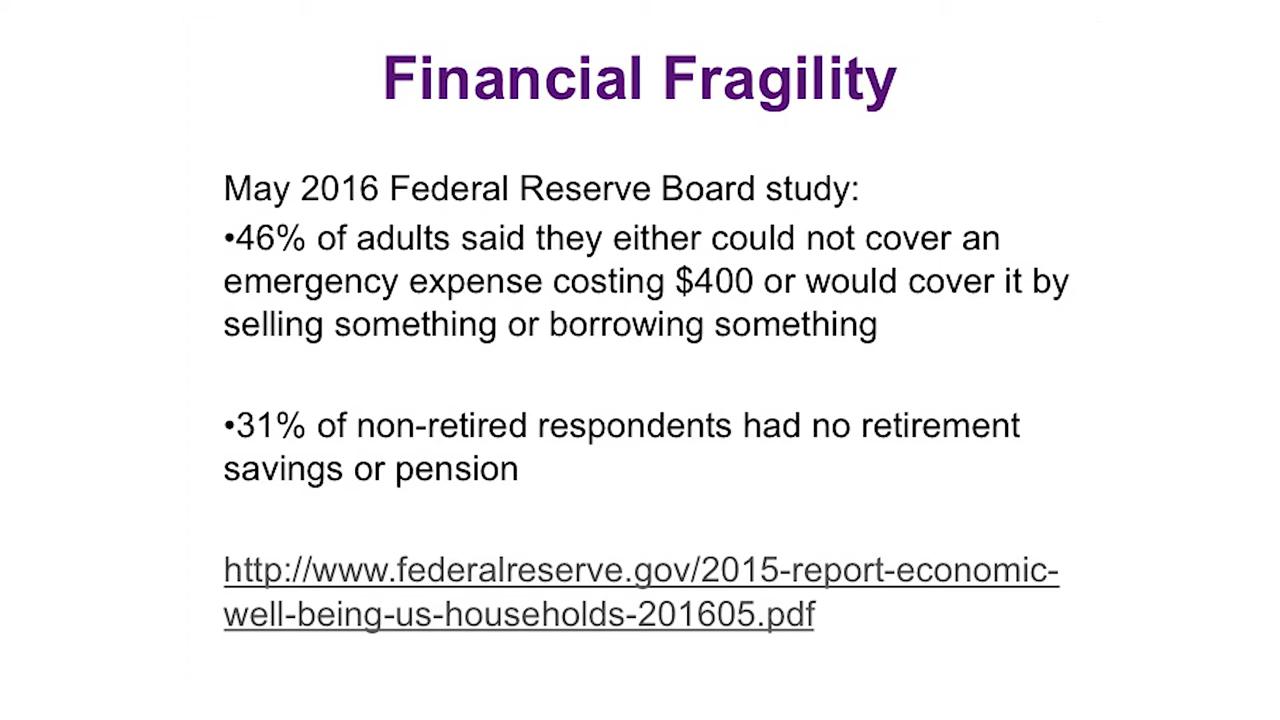 Financial Fragility
May 2016 Federal Reserve Board study:
•46% of adults said they either could not cover an
emergency expense costing $400 or would cover it by
selling something or borrowing something
•31% of non-retired respondents had no retirement
savings or pension
http://www.federalreserve.gov/2015-report-economic-
well-being-us-households-201605.pdf